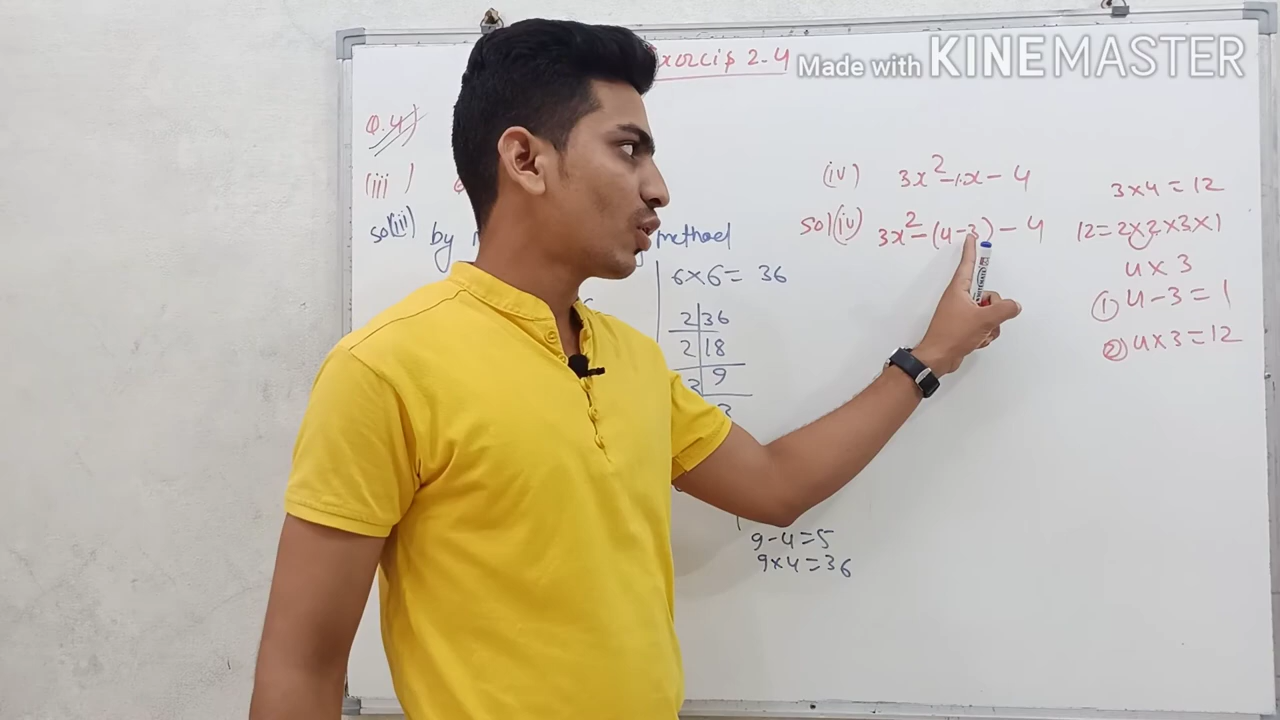 Exercis 2.4
Made with KINEMASTER
Q.4)
(iii)
sol(iii) by method
6×6= 36
2 36
2 18
9
9-4=5
9×4=36
(iv) 3x²-1x-4
sol(iv) 3x²-(4-3)-4
3×4=12
12=2×2×3×1
4×3
① 4-3=1
② 4×3=12